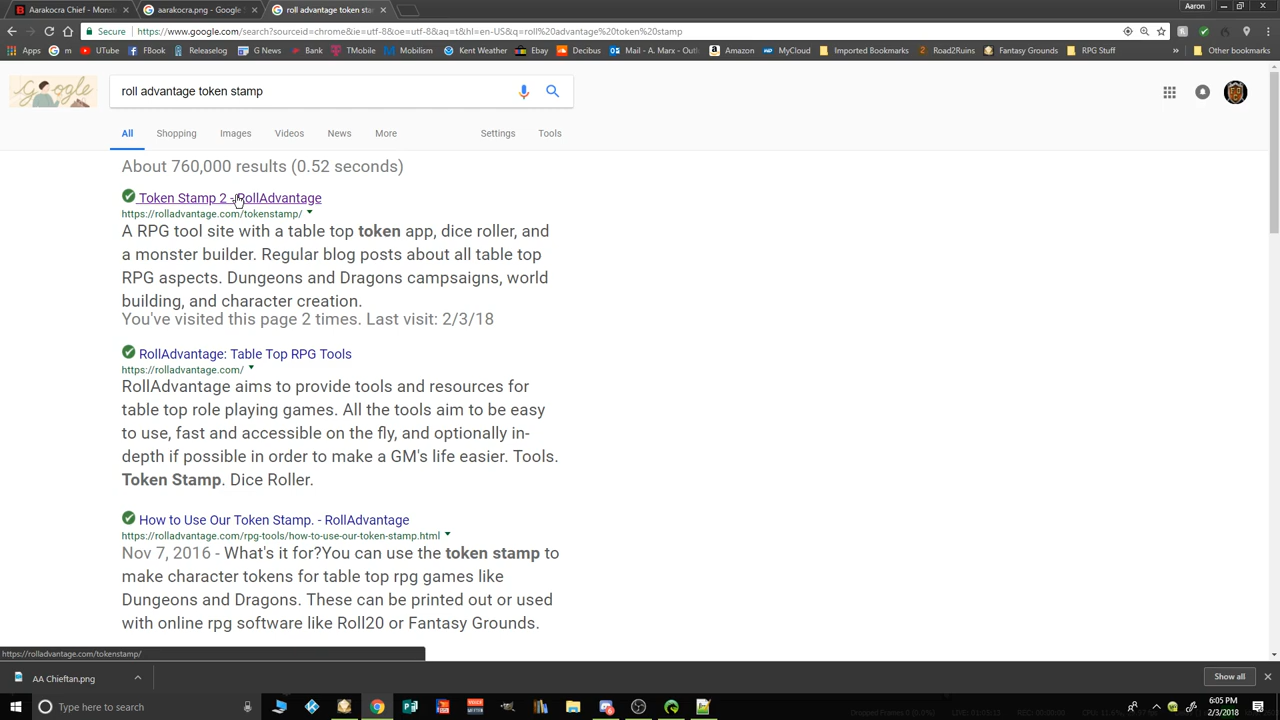 Aarakocra Chief - Monst
aarakocra.png - Google
roll advantage token sta
Aaron
Secure
https://www.google.com/search?sourceid=chrome&ie=utf-8&oe=utf-8&aq=t&hl=en-US&q=roll%20advantage%20token%20stamp
Apps
m
UTube
FBook
Releaselog
G News
Bank
TMobile
Mobilism
Kent Weather
Ebay
Decibus
Mail - A. Marx - Outl
Amazon
MyCloud
Imported Bookmarks
Road2Ruins
Fantasy Grounds
RPG Stuff
»
Other bookmarks
Google
roll advantage token stamp
All Shopping Images Videos News More Settings Tools
About 760,000 results (0.52 seconds)
Token Stamp 2 - RollAdvantage
https://rolladvantage.com/tokenstamp/
A RPG tool site with a table top token app, dice roller, and
a monster builder. Regular blog posts about all table top
RPG aspects. Dungeons and Dragons campsaigns, world
building, and character creation.
You've visited this page 2 times. Last visit: 2/3/18
RollAdvantage: Table Top RPG Tools
https://rolladvantage.com/
RollAdvantage aims to provide tools and resources for
table top role playing games. All the tools aim to be easy
to use, fast and accessible on the fly, and optionally in-
depth if possible in order to make a GM's life easier. Tools.
Token Stamp. Dice Roller.
How to Use Our Token Stamp. - RollAdvantage
https://rolladvantage.com/rpg-tools/how-to-use-our-token-stamp.html
Nov 7, 2016 - What's it for?You can use the token stamp to
make character tokens for table top rpg games like
Dungeons and Dragons. These can be printed out or used
with online rpg software like Roll20 or Fantasy Grounds.
https://rolladvantage.com/tokenstamp/
AA Chieftan.png
Show all
Type here to search
6:05 PM
2/3/2018